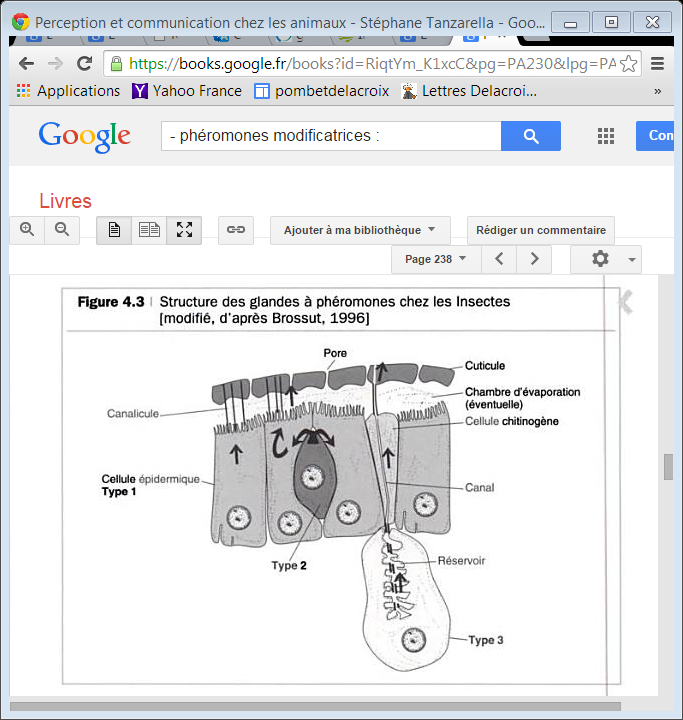 Perception et communication chez les animaux - Stéphane Tanzarella - Goo...
https://books.google.fr/books?id=RiqtYm_K1xcC&pg=PA230&lpg=PA
Applications Yahoo France pombetdelacroix Lettres Delacroi... »
Google - phéromones modificatrices : Con
Livres
Ajouter à ma bibliothèque Rédiger un commentaire
Page 238
Figure 4.3 Structure des glandes à phéromones chez les Insectes
[modifié, d'après Brossut, 1996]
Pore
Cuticule
Chambre d'évaporation
(éventuelle)
Canalicule
Cellule chitinogène
Cellule épidermique
Type 1
Canal
Type 2
Réservoir
Type 3